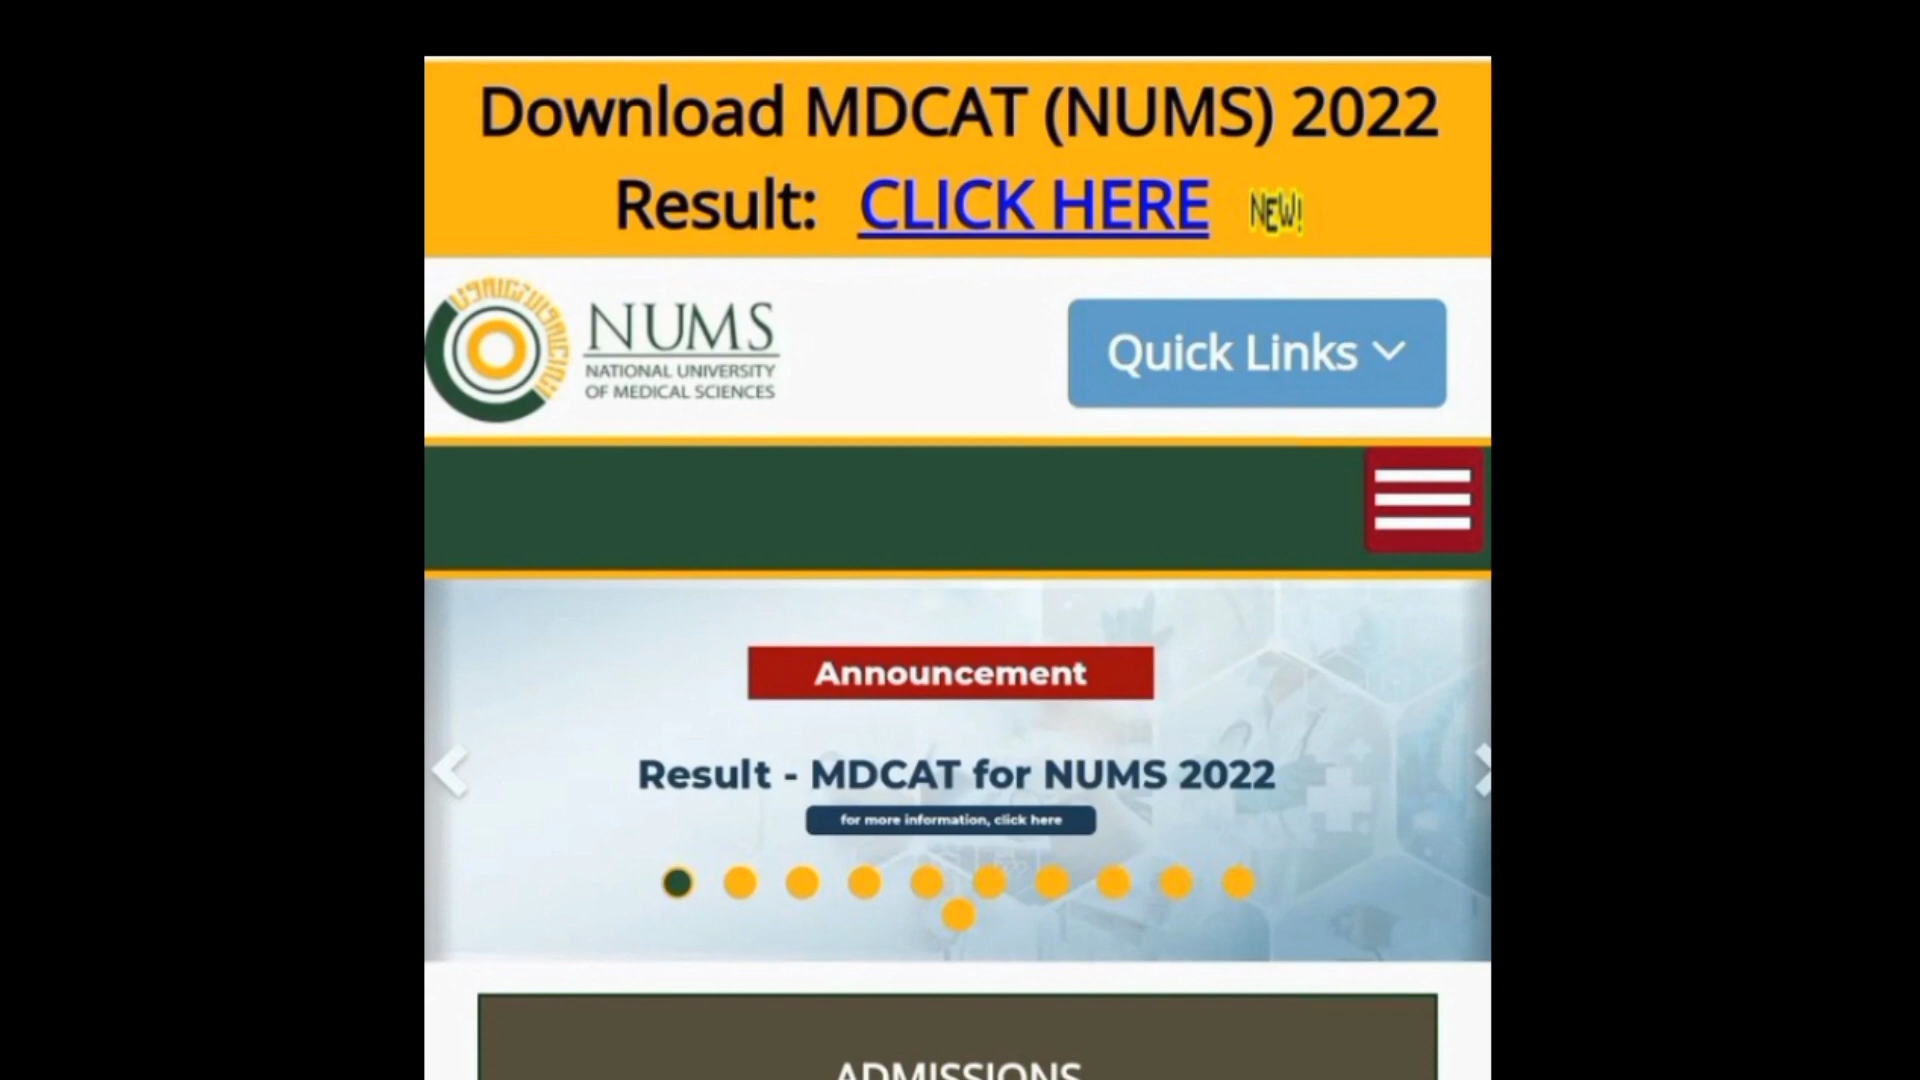 Download MDCAT (NUMS) 2022
Result: CLICK HERE NEW!
NUMS
NATIONAL UNIVERSITY
OF MEDICAL SCIENCES
Quick Links
Announcement
Result - MDCAT for NUMS 2022
for more information, click here
ADMISSIONS